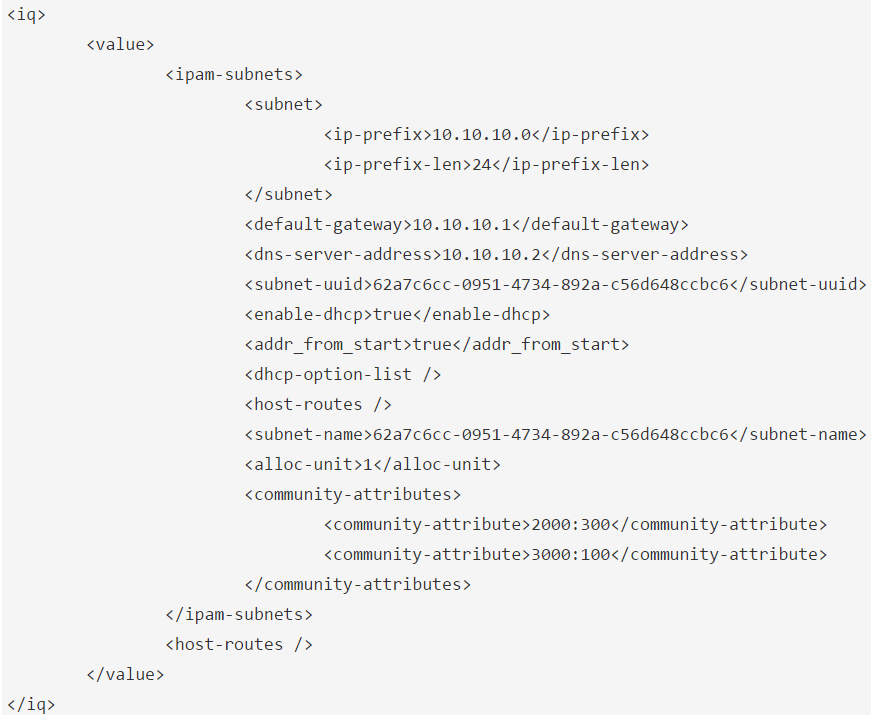 <iq>
<value>
<ipam-subnets>
<subnet>
<ip-prefix>10.10.10.0</ip-prefix>
<ip-prefix-len>24</ip-prefix-len>
</subnet>
<default-gateway>10.10.10.1</default-gateway>
<dns-server-address>10.10.10.2</dns-server-address>
<subnet-uuid>62a7c6cc-0951-4734-892a-c56d648ccbc6</subnet-uuid>
<enable-dhcp>true</enable-dhcp>
<addr_from_start>true</addr_from_start>
<dhcp-option-list />
<host-routes />
<subnet-name>62a7c6cc-0951-4734-892a-c56d648ccbc6</subnet-name>
<alloc-unit>1</alloc-unit>
<community-attributes>
<community-attribute>2000:300</community-attribute>
<community-attribute>3000:100</community-attribute>
</community-attributes>
</ipam-subnets>
<host-routes />
</value>
</iq>